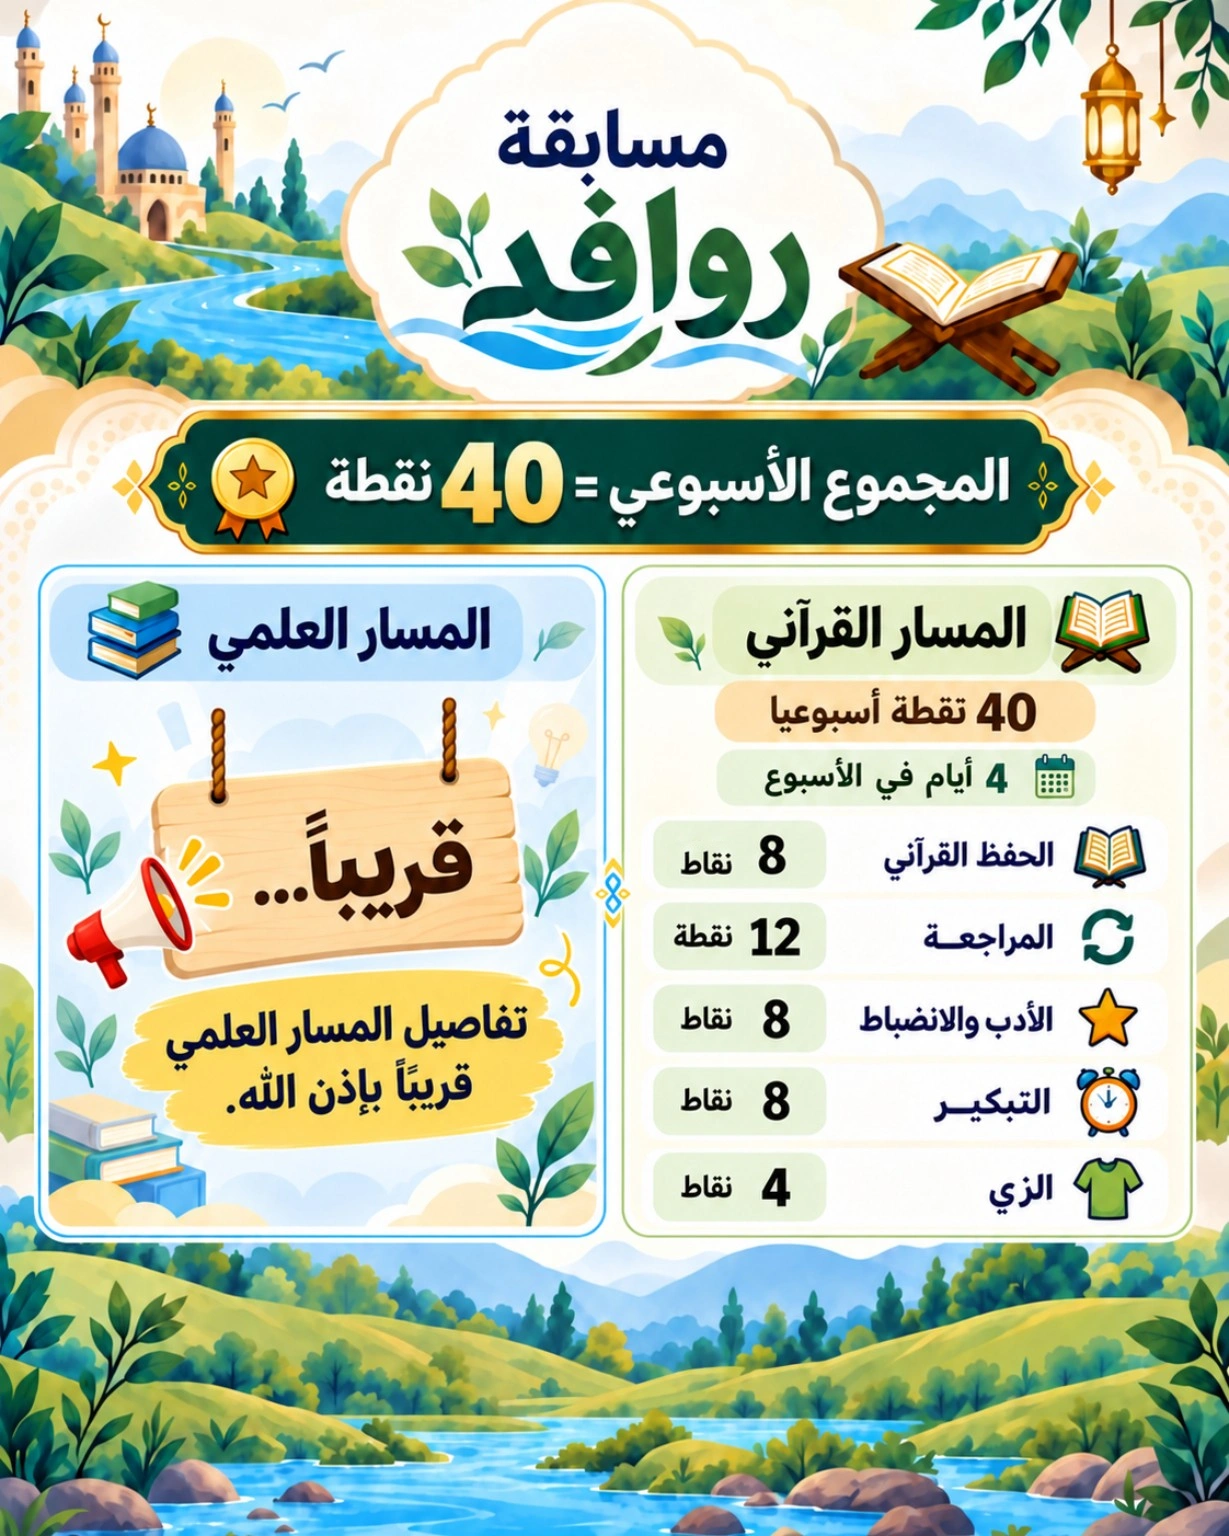 مسابقة
روافد
المجموع الأسبوعي = 40 نقطة
المسار القرآني
40 تقطة أسبوعيا
4 أيام في الأسبوع
الحفظ القرآني 8 نقاط
المراجعــة 12 نقطة
الأدب والانضباط 8 نقاط
التبكيــر 8 نقاط
الزي 4 نقاط
المسار العلمي
قريباً...
تفاصيل المسار العلمي
قريبًاً بإذن الله.